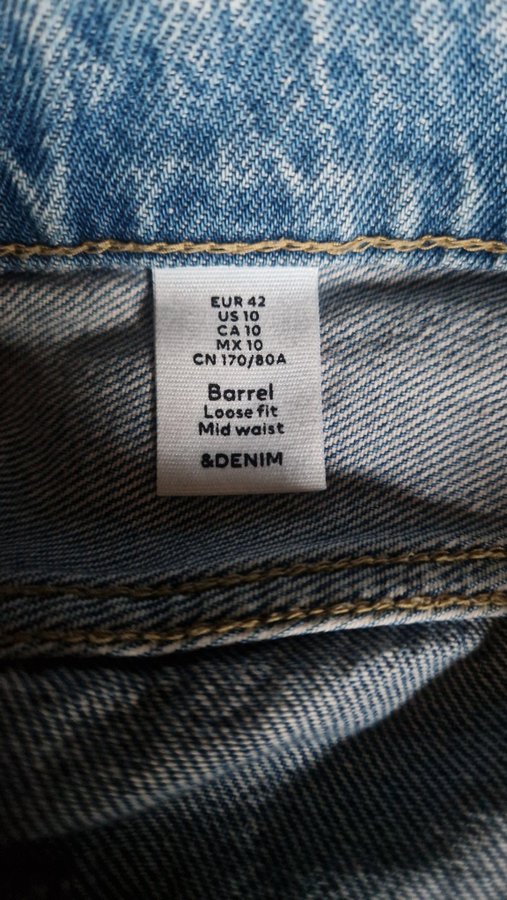 EUR 42
US 10
CA 10
MX 10
CN 170/80A
Barrel
Loose fit
Mid waist
&DENIM